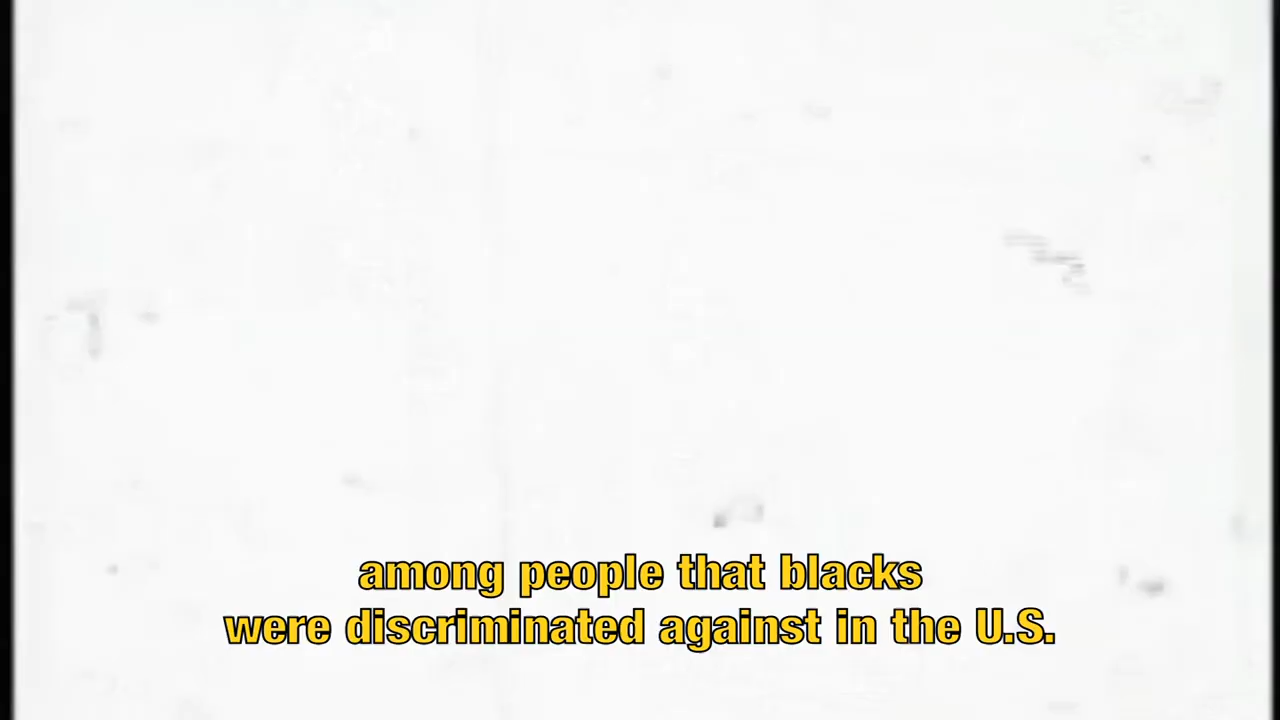 among people that blacks
were discriminated against in the U.S.